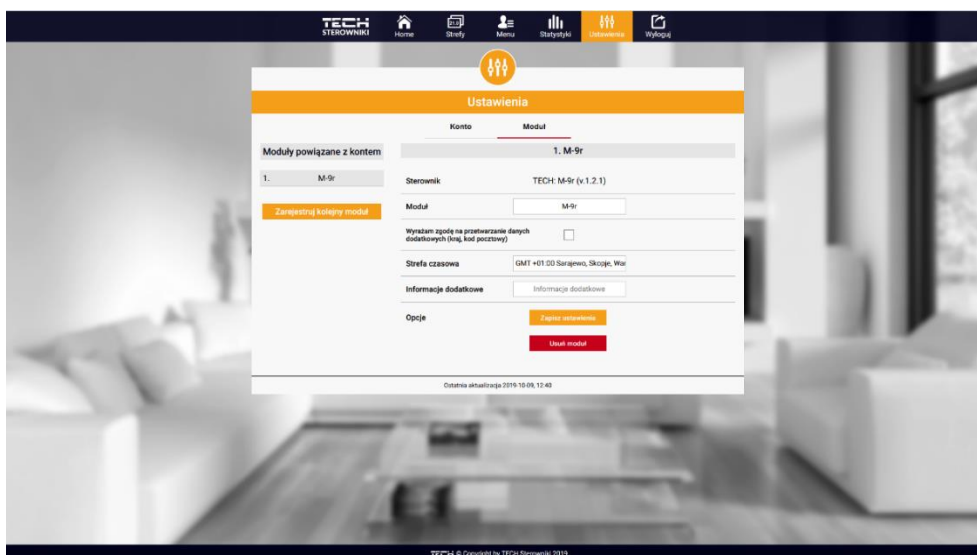 TECH
STEROWNIKI
Home
21.0
Strefy
Menu
Statystyki
Ustawienia
Wyloguj
Ustawienia
Konto
Moduł
Moduły powiązane z kontem
1. M-9r
1. M-9r
Zarejestruj kolejny moduł
Sterownik
TECH: M-9r (v.1.2.1)
Moduł
M-9r
Wyrażam zgodę na przetwarzanie danych
dodatkowych (kraj, kod pocztowy)
Strefa czasowa
GMT +01:00 Sarajewo, Skopje, War
Informacje dodatkowe
Informacje dodatkowe
Opcje
Zapisz ustawienia
Usuń moduł
Ostatnia aktualizacja 2019-10-09, 12:40
TECH © Copyright by TECH Sterowniki 2019